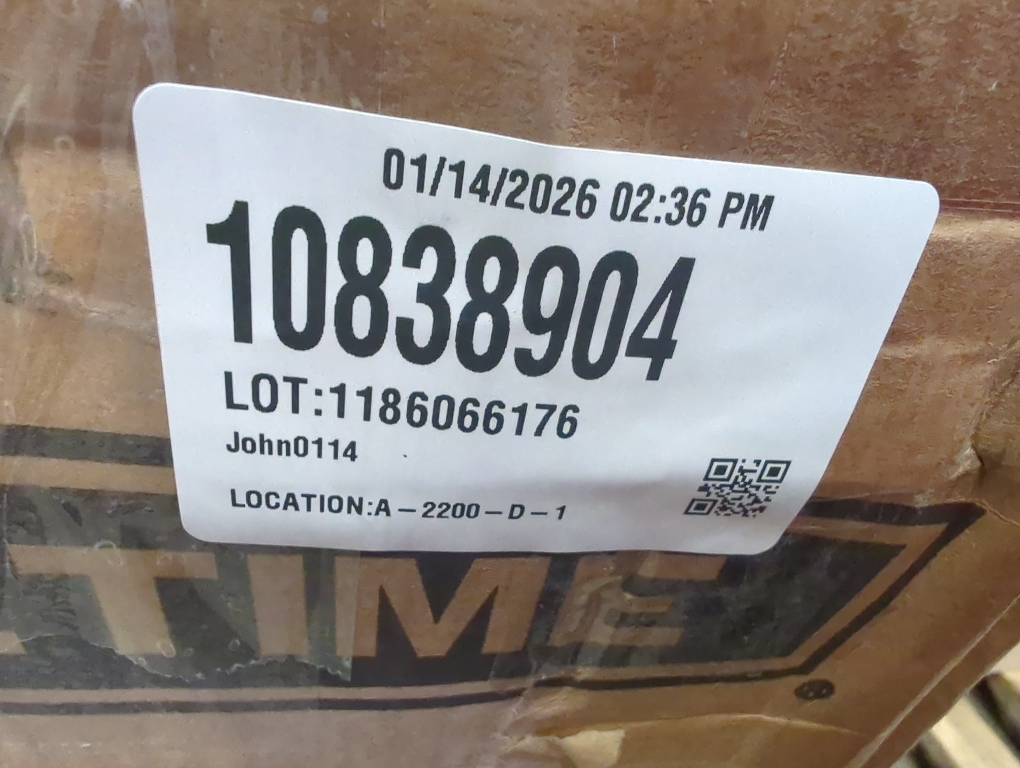 01/14/2026 02:36 PM
10838904
LOT:1186066176
John0114
LOCATION:A-2200-D-1
TIME